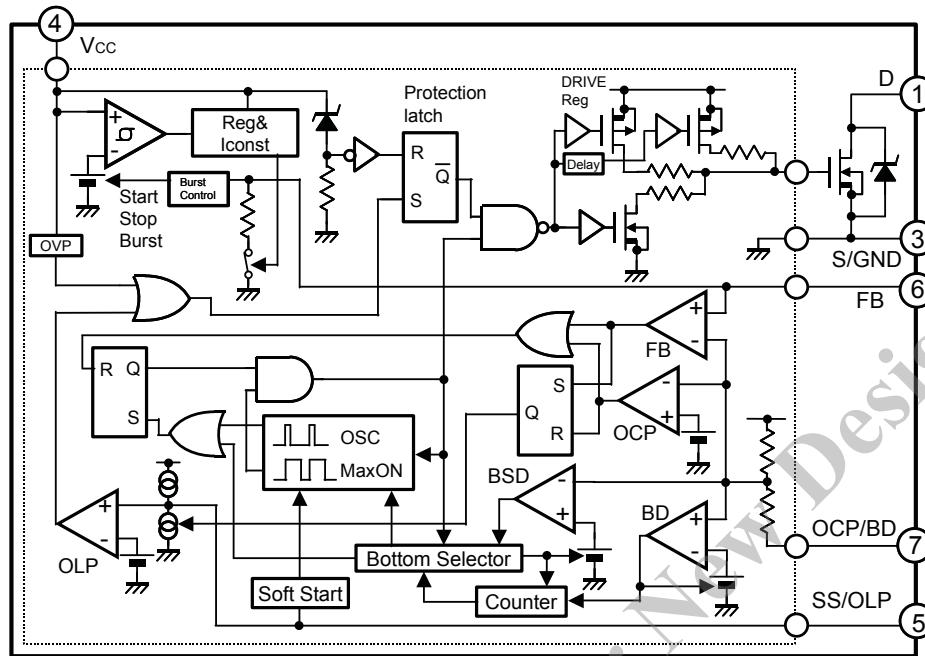 4
VCC
D
1
DRIVE
Reg
Protection
latch
Reg&
Iconst
R
Q
S
Delay
Burst
Control
Start
Stop
Burst
OVP
3
S/GND
6
FB
+
-
FB
R Q
S
S
Q
R
-
+
OCP
OSC
MaxON
BSD
-
+
BD
+
-
+
-
OLP
Bottom Selector
Soft Start
Counter
OCP/BD
7
SS/OLP
5
New Desi